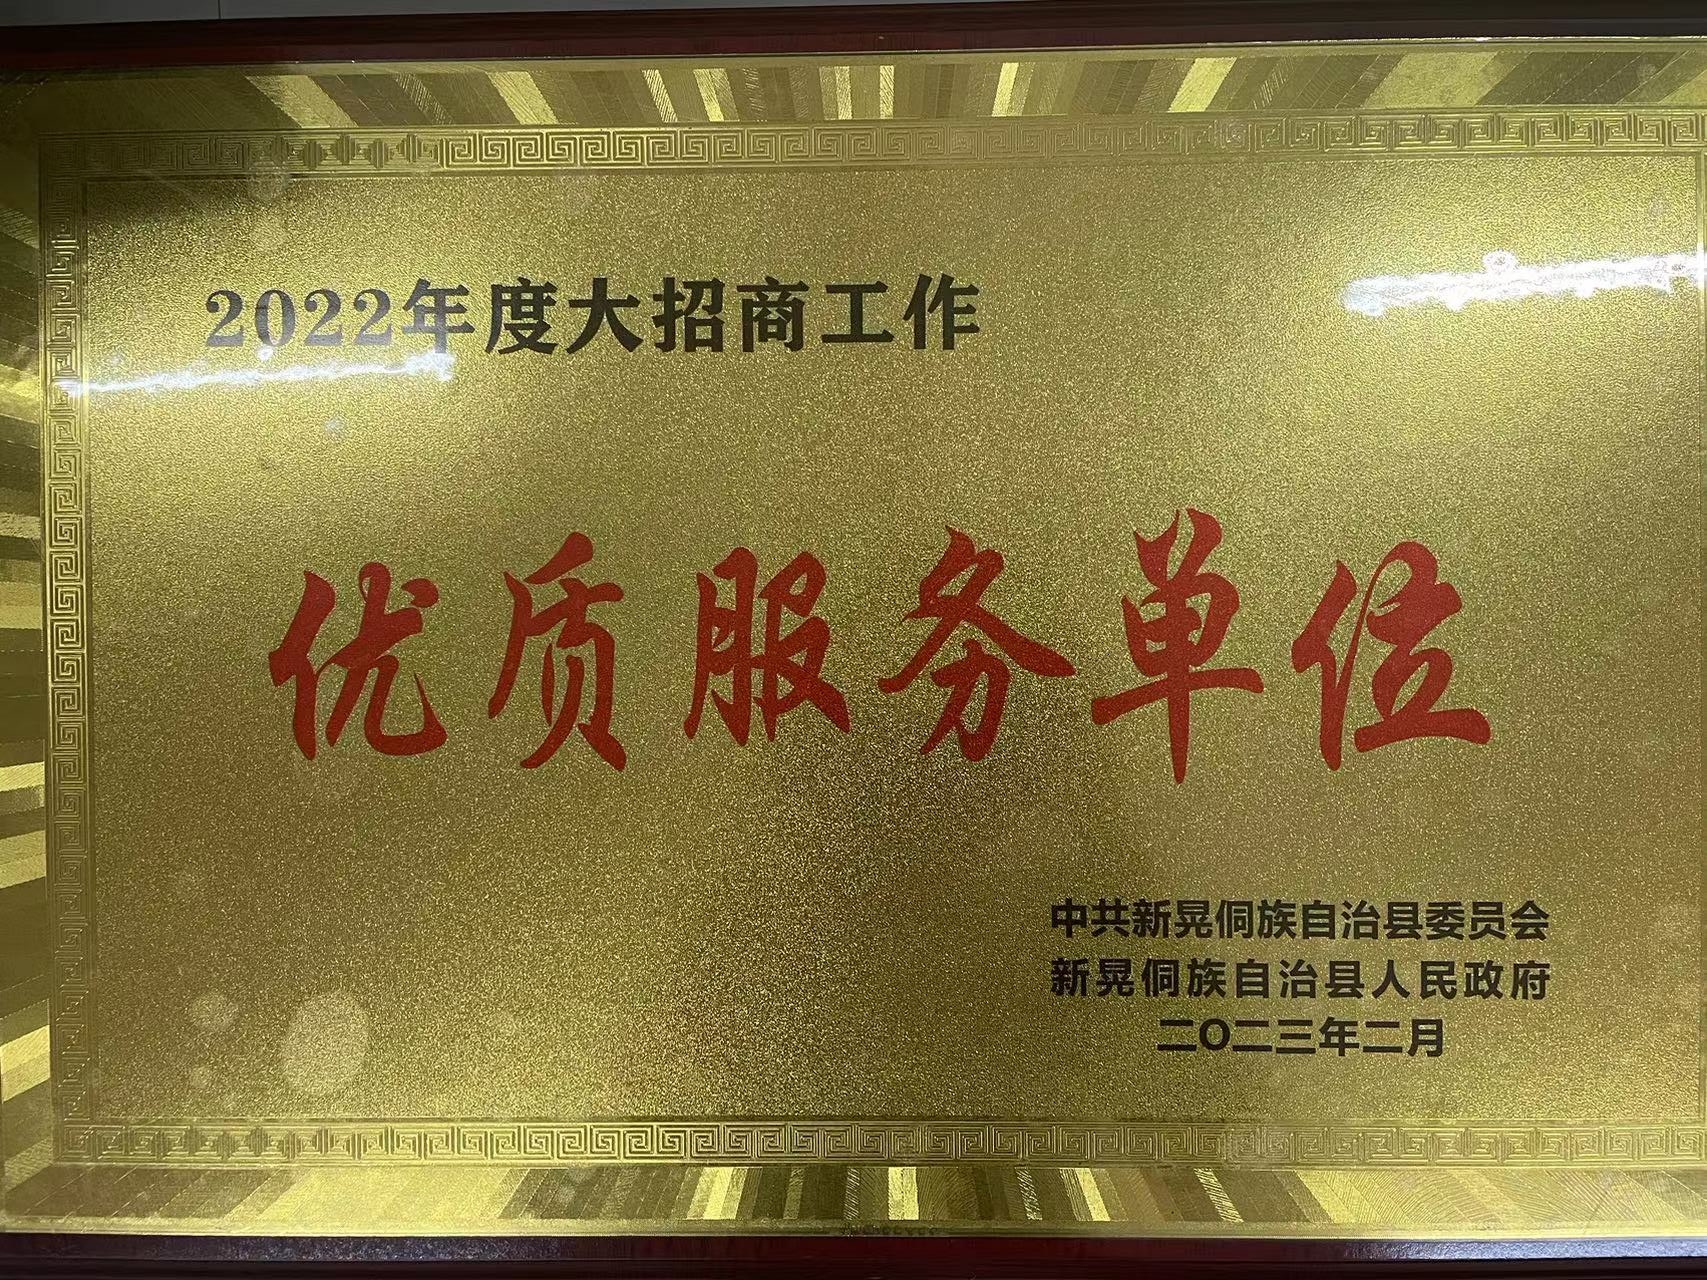 2022年度大招商工作
优质服务单位
中共新晃侗族自治县委员会
新晃侗族自治县人民政府
二〇二三年二月